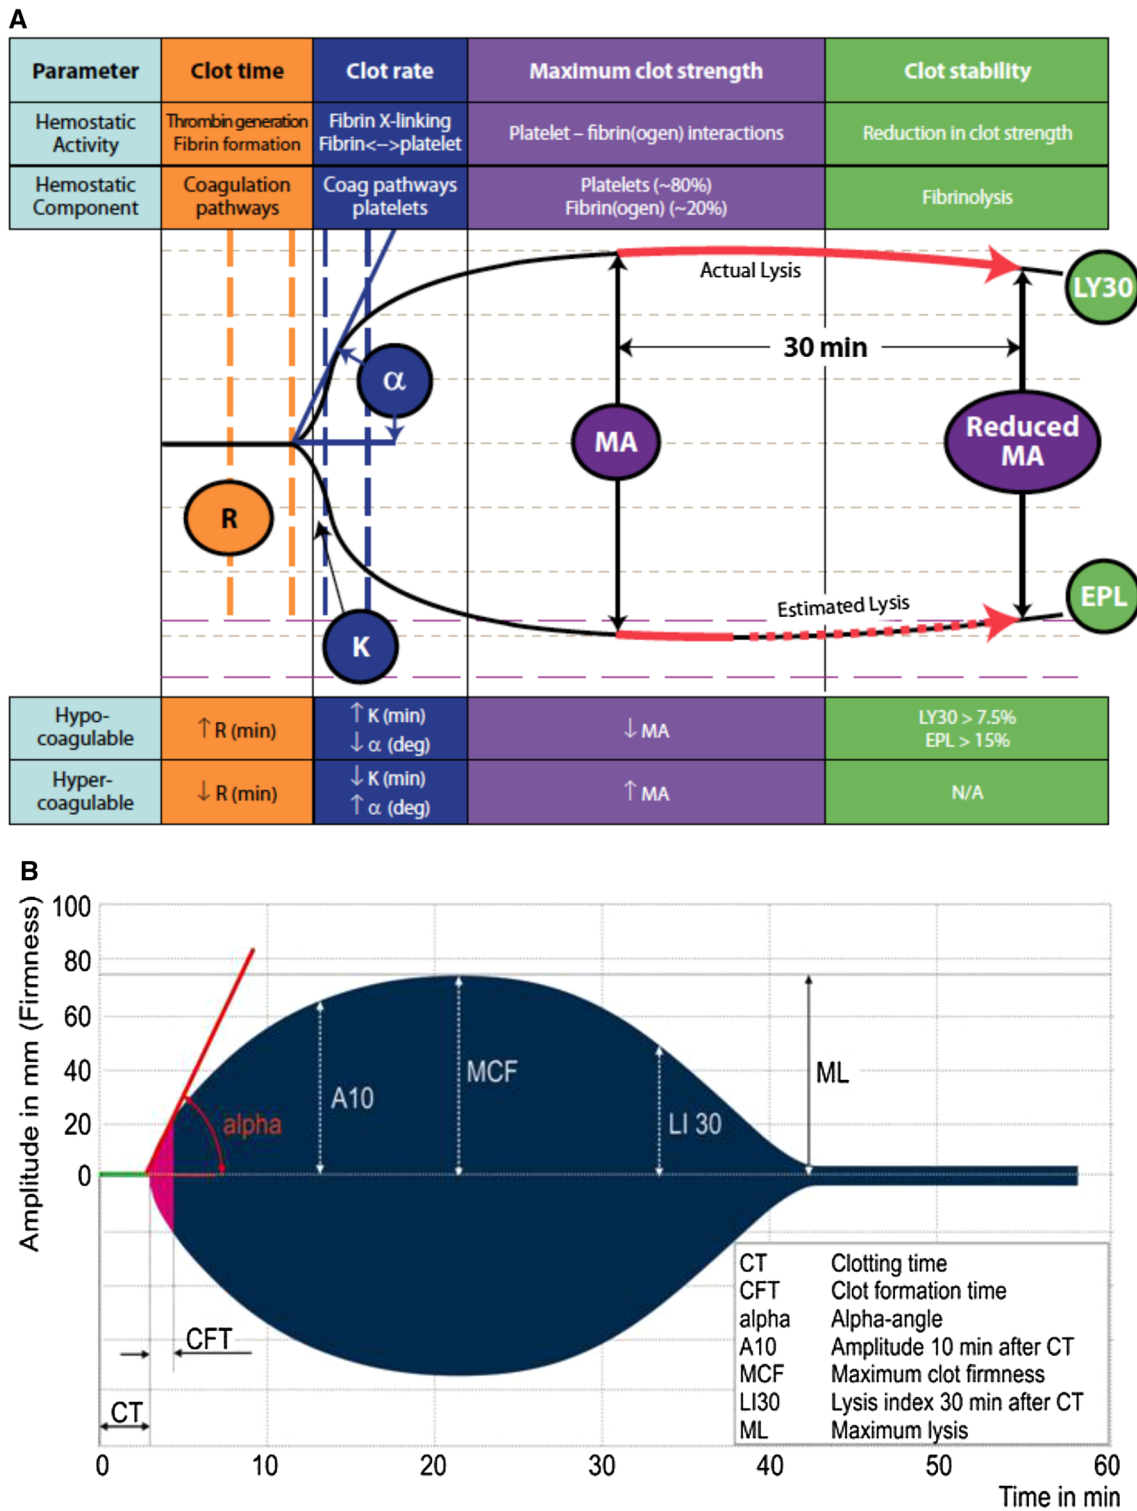 A
Parameter
Clot time
Clot rate
Maximum clot strength
Clot stability
Hemostatic
Activity
Thrombin generation
Fibrin formation
Fibrin X-linking
Fibrin<-->platelet
Platelet – fibrin(ogen) interactions
Reduction in clot strength
Hemostatic
Component
Coagulation
pathways
Coag pathways
platelets
Platelets (~80%)
Fibrin(ogen) (~20%)
Fibrinolysis
Actual Lysis
LY30
30 min
α
MA
Reduced
MA
R
Estimated Lysis
EPL
K
Hypo-
coagulable
↑R (min)
↑K (min)
↓α (deg)
↓MA
LY30 > 7.5%
EPL > 15%
Hyper-
coagulable
↓R (min)
↓K (min)
↑α (deg)
↑MA
N/A
B
Amplitude in mm (Firmness)
100
80
60
40
20
0
alpha
A10
MCF
LI 30
ML
CFT
CT
CT Clotting time
CFT Clot formation time
alpha Alpha-angle
A10 Amplitude 10 min after CT
MCF Maximum clot firmness
LI30 Lysis index 30 min after CT
ML Maximum lysis
0 10 20 30 40 50 60
Time in min